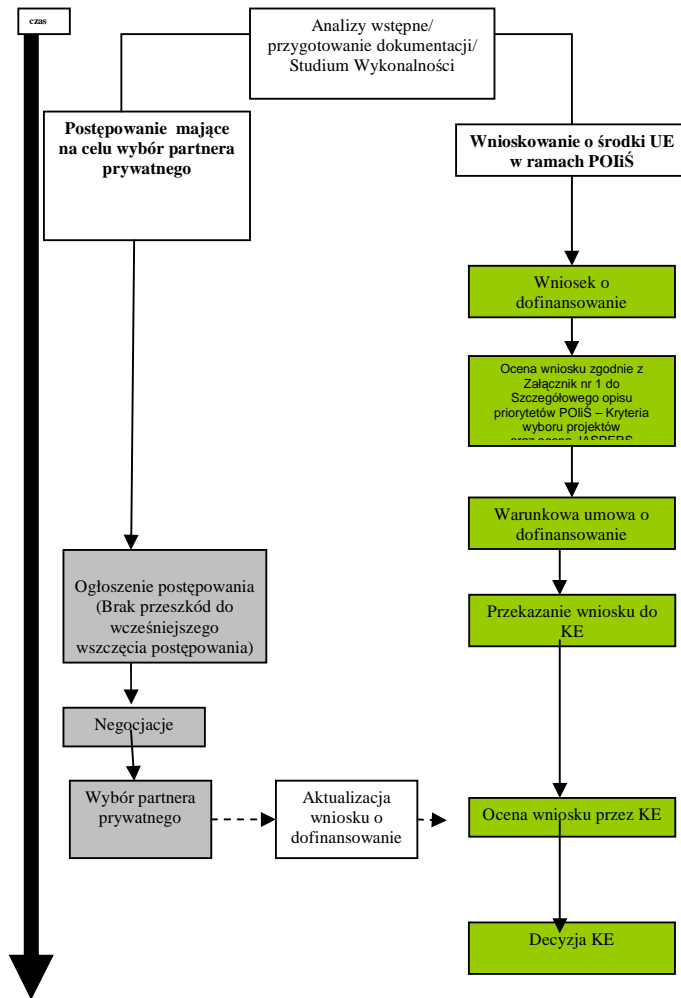 czas
Analizy wstępne/
przygotowanie dokumentacji/
Studium Wykonalności
Postępowanie mające
na celu wybór partnera
prywatnego
Wnioskowanie o środki UE
w ramach POIiŚ
Wniosek o
dofinansowanie
Ocena wniosku zgodnie z
Załącznik nr 1 do
Szczegółowego opisu
priorytetów POIiŚ – Kryteria
wyboru projektów
oraz ocena JASPERS
Warunkowa umowa o
dofinansowanie
Ogłoszenie postępowania
(Brak przeszkód do
wcześniejszego
wszczęcia postępowania)
Przekazanie wniosku do
KE
Negocjacje
Wybór partnera
prywatnego
Aktualizacja
wniosku o
dofinansowanie
Ocena wniosku przez KE
Decyzja KE